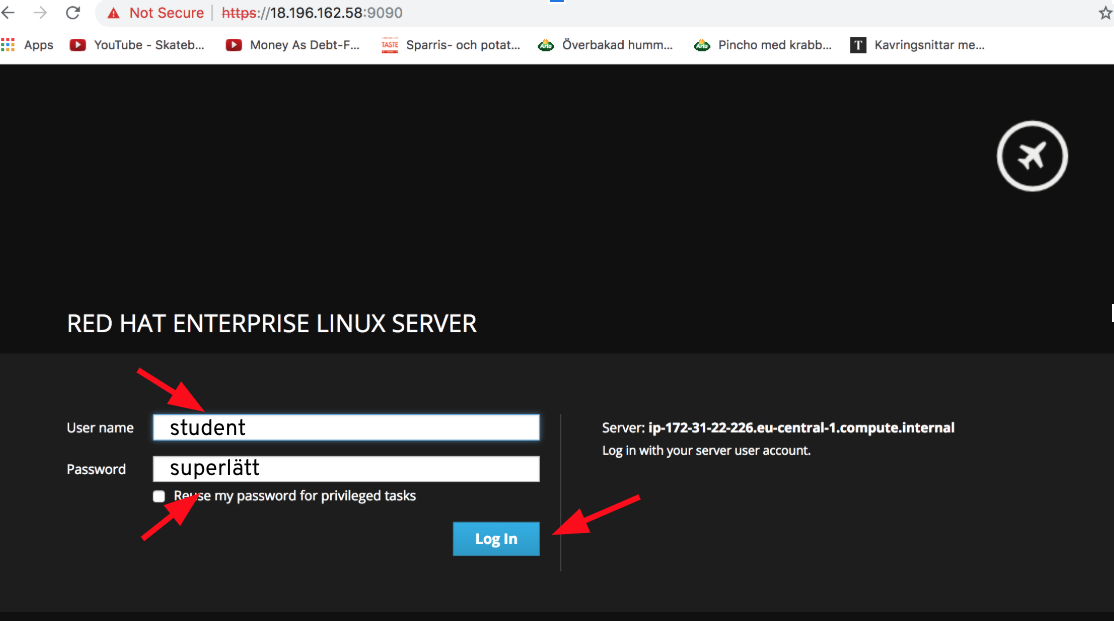 Not Secure | https://18.196.162.58:9090
Apps YouTube - Skateb... Money As Debt-F... TASTE Sparris- och potat... Arla Överbakad humm... Arla Pincho med krabb... T Kavringsnittar me...
RED HAT ENTERPRISE LINUX SERVER
User name student
Password superlätt
Reuse my password for privileged tasks
Log In
Server: ip-172-31-22-226.eu-central-1.compute.internal
Log in with your server user account.